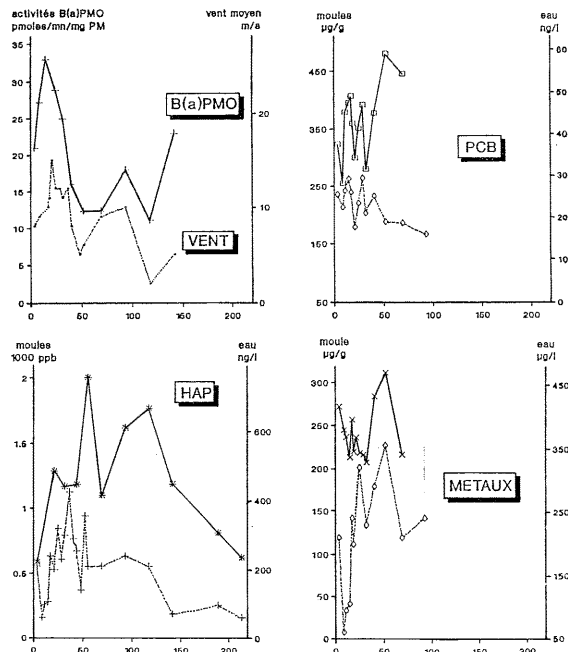 activités B(a)PMO
pmoles/mn/mg PM
vent moyen
m/s
35
30
25
20
15
10
5
0
20
10
0
B(a)PMO
VENT
0 50 100 150 200
moules
µg/g
eau
ng/l
450
350
250
150
50
60
50
40
30
20
10
0
PCB
0 50 100 150 200
moules
1000 ppb
eau
ng/l
2
1.5
1
0.5
0
600
400
200
0
HAP
0 50 100 150 200
moule
µg/g
eau
µg/l
300
250
200
150
100
50
0
450
350
250
150
50
METAUX
0 50 100 150 200